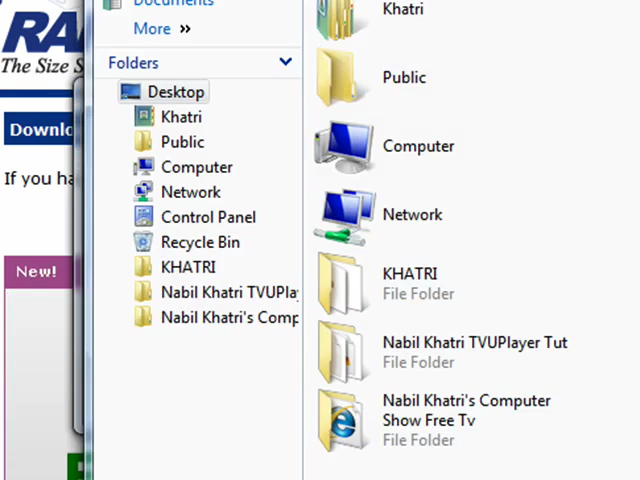 Documents
More »
Folders
Desktop
Khatri
Public
Computer
Network
Control Panel
Recycle Bin
KHATRI
Nabil Khatri TVUPla
Nabil Khatri's Comp
Khatri
Public
Computer
Network
KHATRI
File Folder
Nabil Khatri TVUPlayer Tut
File Folder
Nabil Khatri's Computer
Show Free Tv
File Folder
RA
The Size S
Downlo
If you ha
New!